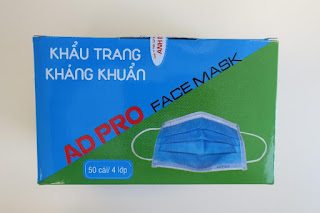 KHẨU TRANG
KHÁNG KHUẨN
AD PRO FACE MASK
50 cái/ 4 lớp